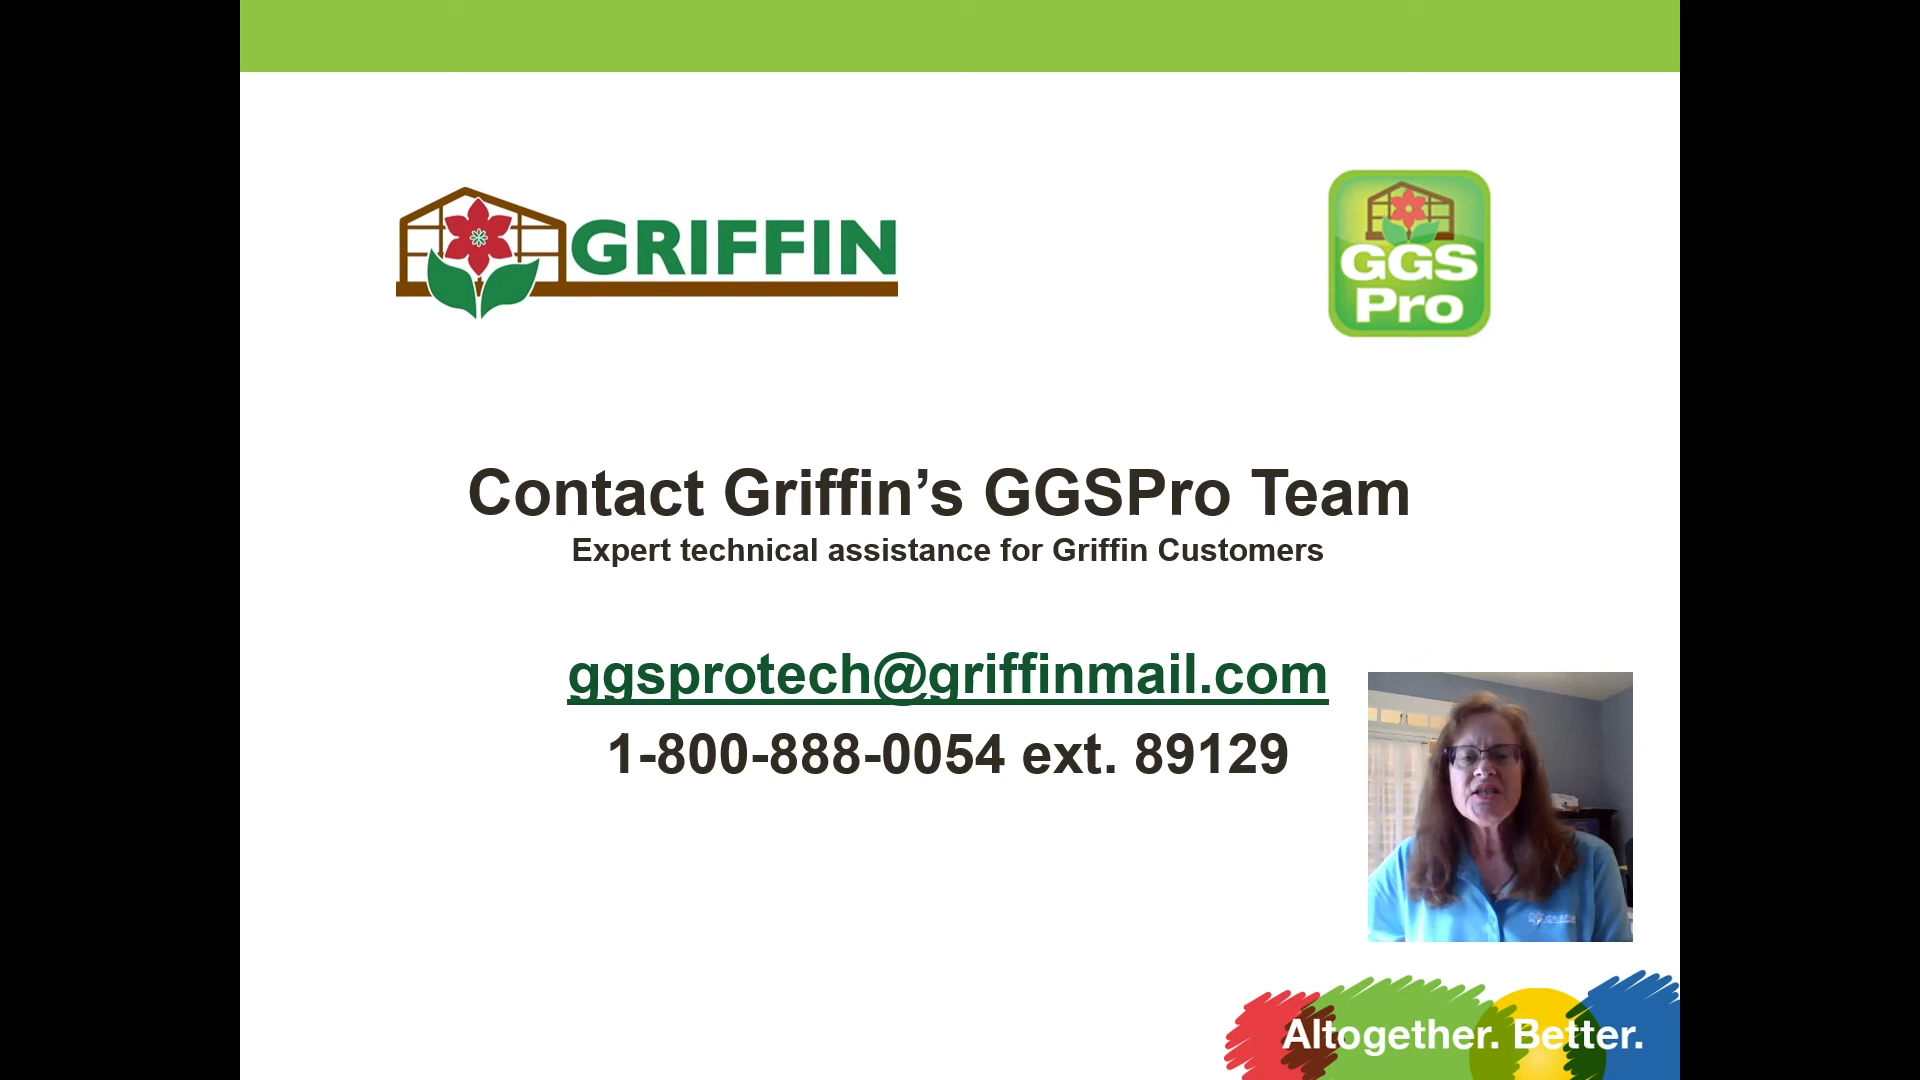 GRIFFIN
GGS
Pro
Contact Griffin’s GGSPro Team
Expert technical assistance for Griffin Customers
ggsprotech@griffinmail.com
1-800-888-0054 ext. 89129
GRIFFIN
Altogether. Better.